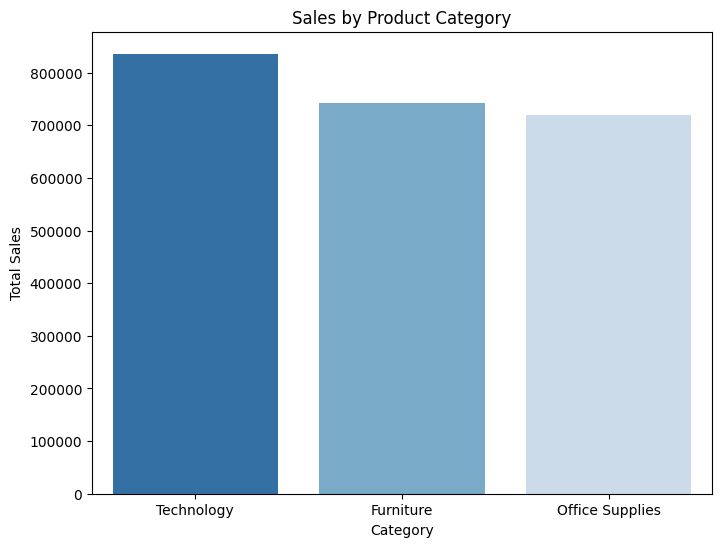 Sales by Product Category
Total Sales
800000
700000
600000
500000
400000
300000
200000
100000
0
Technology
Furniture
Office Supplies
Category